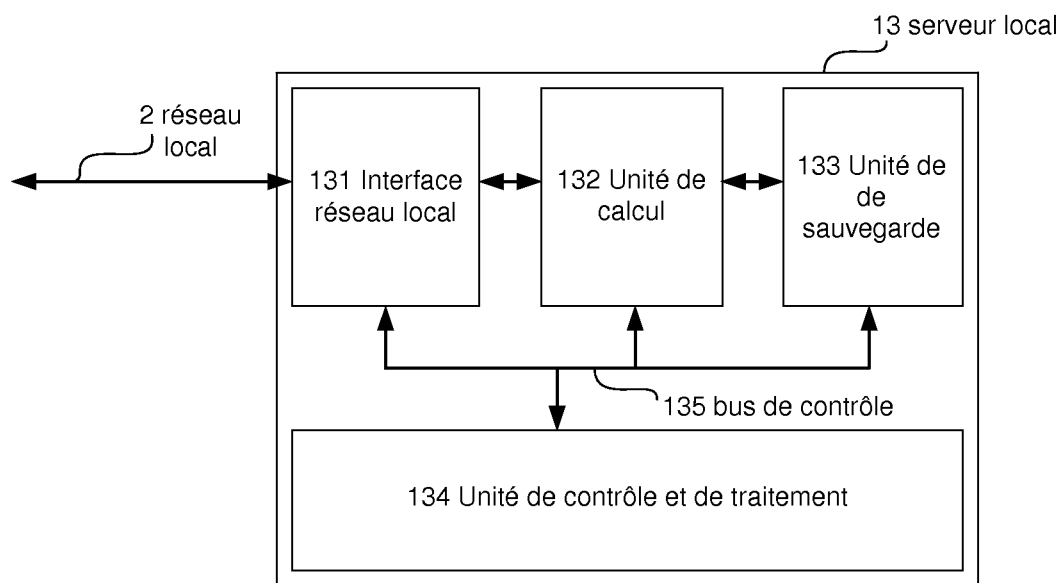 13 serveur local
2 réseau
local
131 Interface
réseau local
132 Unité de
calcul
133 Unité de
de
sauvegarde
135 bus de contrôle
134 Unité de contrôle et de traitement